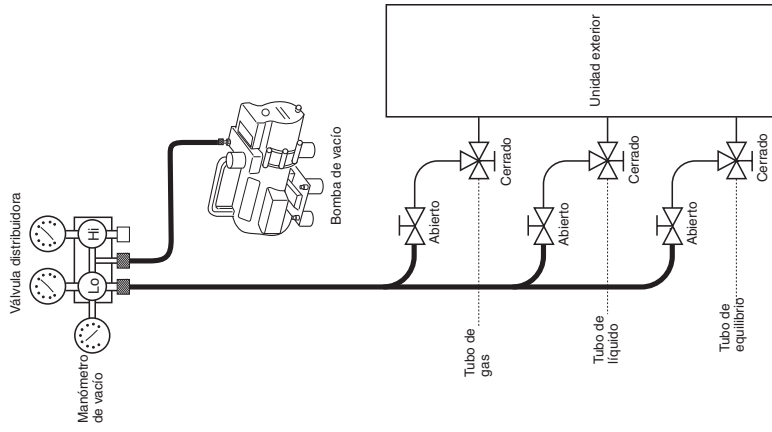 Válvula distribuidora
Manómetro
de vacío
Lo
Hi
Bomba de vacío
Unidad exterior
Abierto
Cerrado
Tubo de
gas
Abierto
Cerrado
Tubo de
líquido
Abierto
Cerrado
Tubo de
equilibrio